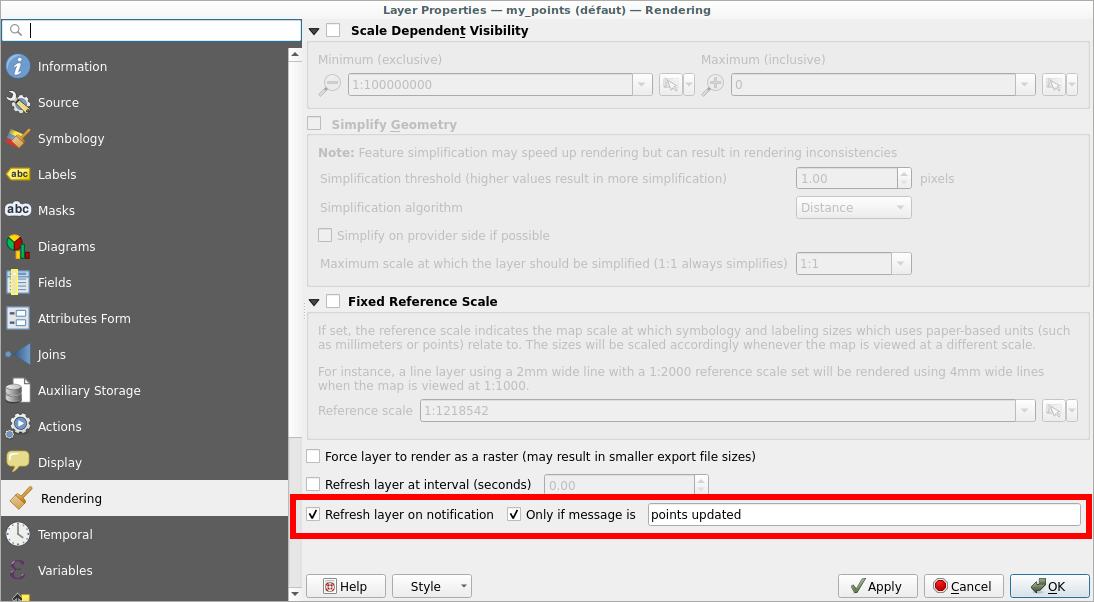 Layer Properties — my_points (défaut) — Rendering
Information
Source
Symbology
abc Labels
abc Masks
Diagrams
Fields
Attributes Form
Joins
Auxiliary Storage
Actions
Display
Rendering
Temporal
Variables
Scale Dependent Visibility
Minimum (exclusive) Maximum (inclusive)
1:100000000 0
Simplify Geometry
Note: Feature simplification may speed up rendering but can result in rendering inconsistencies
Simplification threshold (higher values result in more simplification) 1.00 pixels
Simplification algorithm Distance
Simplify on provider side if possible
Maximum scale at which the layer should be simplified (1:1 always simplifies) 1:1
Fixed Reference Scale
If set, the reference scale indicates the map scale at which symbology and labeling sizes which uses paper-based units (such
as millimeters or points) relate to. The sizes will be scaled accordingly whenever the map is viewed at a different scale.
For instance, a line layer using a 2mm wide line with a 1:2000 reference scale set will be rendered using 4mm wide lines
when the map is viewed at 1:1000.
Reference scale 1:1218542
Force layer to render as a raster (may result in smaller export file sizes)
Refresh layer at interval (seconds) 0.00
Refresh layer on notification Only if message is points updated
Help Style Apply Cancel OK